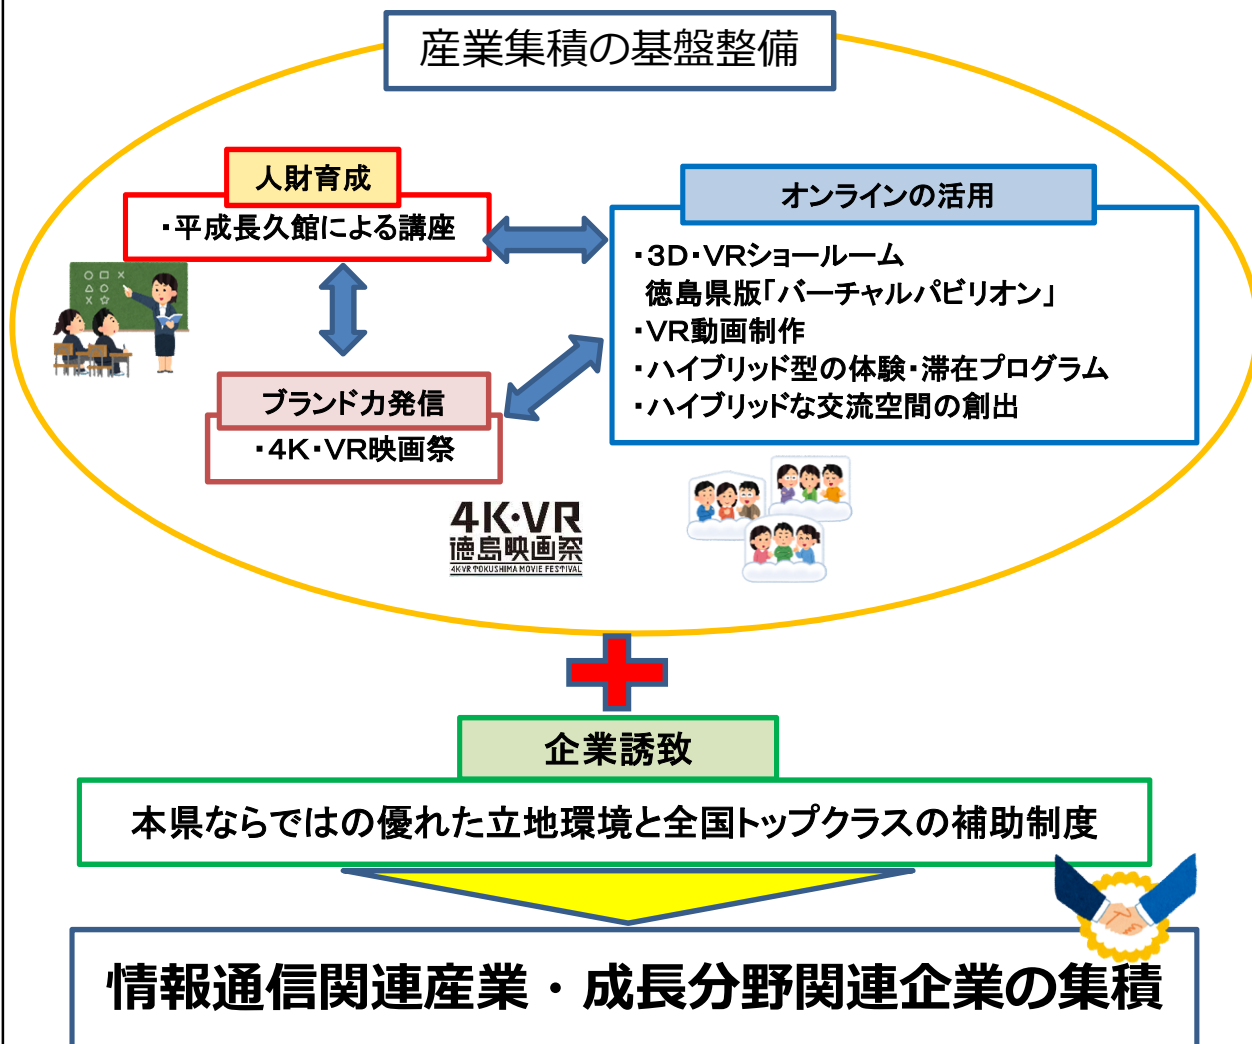 産業集積の基盤整備
人財育成
・平成長久館による講座
オンラインの活用
・3D・VRショールーム
徳島県版「バーチャルパビリオン」
・VR動画制作
・ハイブリッド型の体験・滞在プログラム
・ハイブリッドな交流空間の創出
ブランド力発信
・4K・VR映画祭
4K・VR
徳島映画祭
4K・VR TOKUSHIMA MOVIE FESTIVAL
企業誘致
本県ならではの優れた立地環境と全国トップクラスの補助制度
情報通信関連産業・成長分野関連企業の集積